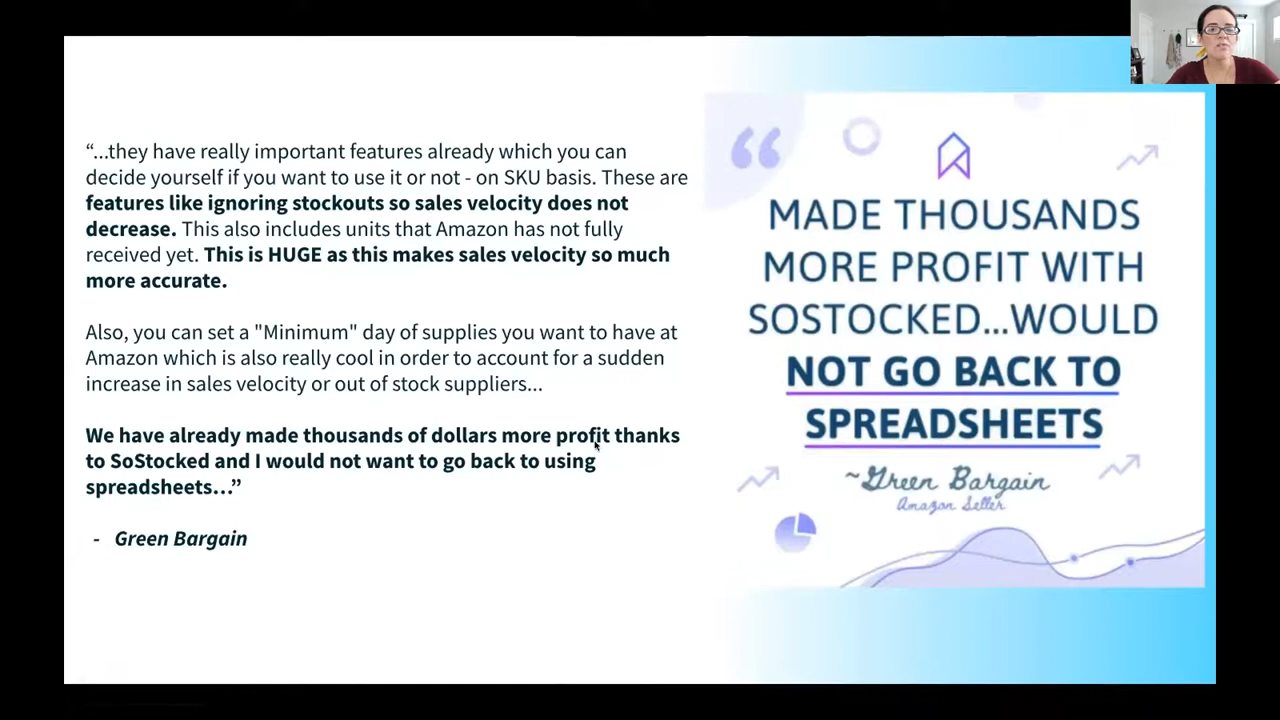 “...they have really important features already which you can
decide yourself if you want to use it or not - on SKU basis. These are
features like ignoring stockouts so sales velocity does not
decrease. This also includes units that Amazon has not fully
received yet. This is HUGE as this makes sales velocity so much
more accurate.
Also, you can set a "Minimum" day of supplies you want to have at
Amazon which is also really cool in order to account for a sudden
increase in sales velocity or out of stock suppliers...
We have already made thousands of dollars more profit thanks
to SoStocked and I would not want to go back to using
spreadsheets...”
- Green Bargain
“
MADE THOUSANDS
MORE PROFIT WITH
SOSTOCKED...WOULD
NOT GO BACK TO
SPREADSHEETS
~Green Bargain
Amazon Seller